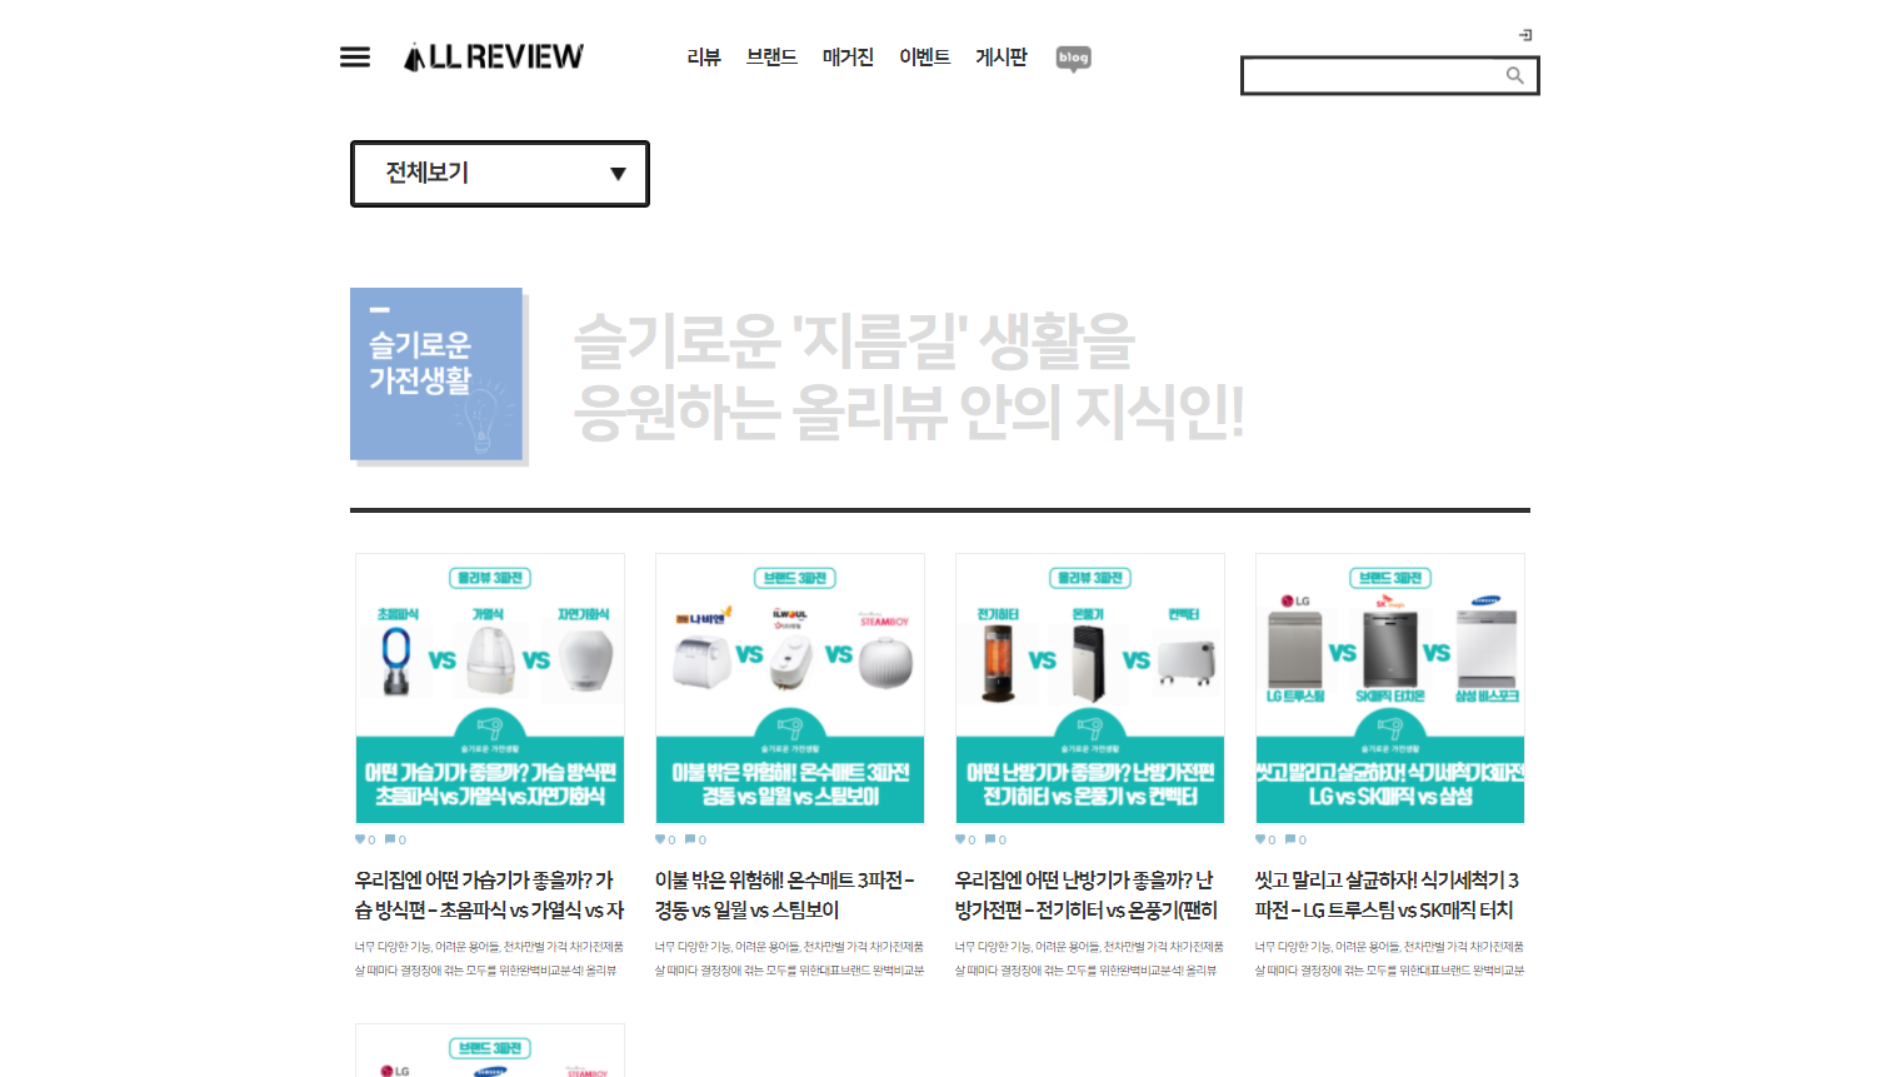 ALL REVIEW
리뷰 브랜드 매거진 이벤트 게시판 blog
전체보기
슬기로운
가전생활
슬기로운 '지름길' 생활을
응원하는 올리뷰 안의 지식인!
올리뷰 3파전
초음파식 가열식 자연기화식
VS VS
슬기로운 가전생활
어떤 가습기가 좋을까? 가습 방식편
초음파식 vs 가열식 vs 자연기화식
0 0
우리집엔 어떤 가습기가 좋을까? 가
습 방식편 – 초음파식 vs 가열식 vs 자
너무 다양한 기능, 어려운 용어들, 천차만별 가격 차!가전제품
살 때마다 결정장애 겪는 모두를 위한완벽비교분석! 올리뷰
브랜드 3파전
경동 나비엔 ILWOUL STEAMBOY
VS VS
슬기로운 가전생활
이불 밖은 위험해! 온수매트 3파전
경동 vs 일월 vs 스팀보이
0 0
이불 밖은 위험해! 온수매트 3파전 –
경동 vs 일월 vs 스팀보이
너무 다양한 기능, 어려운 용어들, 천차만별 가격 차!가전제품
살 때마다 결정장애 겪는 모두를 위한대표브랜드 완벽비교분
올리뷰 3파전
전기히터 온풍기 컨벡터
VS VS
슬기로운 가전생활
어떤 난방기가 좋을까? 난방가전편
전기히터 vs 온풍기 vs 컨벡터
0 0
우리집엔 어떤 난방기가 좋을까? 난
방가전편 – 전기히터 vs 온풍기(팬히
너무 다양한 기능, 어려운 용어들, 천차만별 가격 차!가전제품
살 때마다 결정장애 겪는 모두를 위한완벽비교분석! 올리뷰
브랜드 3파전
LG SK magic SAMSUNG
VS VS
LG 트루스팀 SK매직 터치온 삼성 비스포크
슬기로운 가전생활
씻고 말리고 살균하자! 식기세척기3파전
LG vs SK매직 vs 삼성
0 0
씻고 말리고 살균하자! 식기세척기 3
파전 – LG 트루스팀 vs SK매직 터치
너무 다양한 기능, 어려운 용어들, 천차만별 가격 차!가전제품
살 때마다 결정장애 겪는 모두를 위한대표브랜드 완벽비교분
브랜드 3파전
LG SAMSUNG STEAMBOY